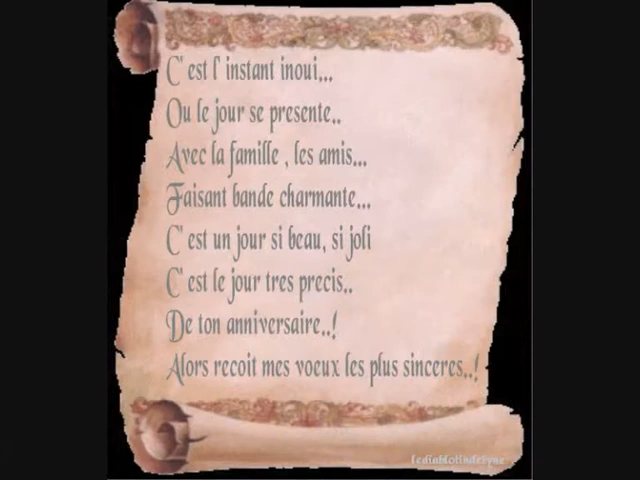 C' est l' instant inoui...
Ou le jour se presente..
Avec la famille , les amis...
Faisant bande charmante...
C' est un jour si beau, si joli
C' est le jour tres precis..
De ton anniversaire..!
Alors recoit mes voeux les plus sinceres..!